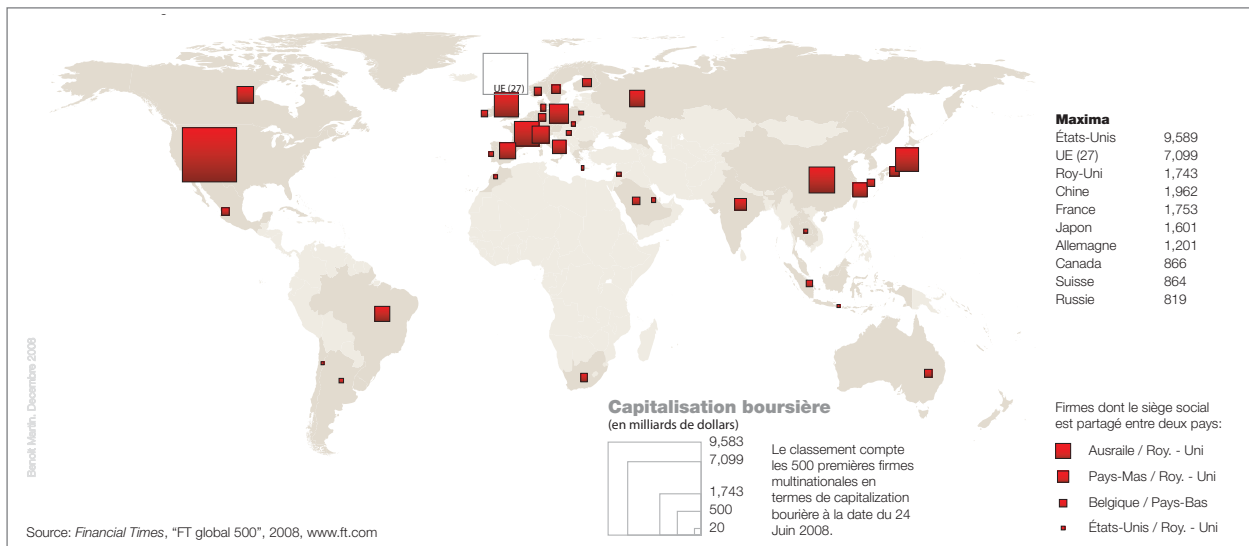 UE (27)
Maxima
États-Unis 9,589
UE (27) 7,099
Roy-Uni 1,743
Chine 1,962
France 1,753
Japon 1,601
Allemagne 1,201
Canada 866
Suisse 864
Russie 819
Benoit Martin. Decembre 2008
Capitalisation boursière
(en milliards de dollars)
9,583
7,099
1,743
500
20
Le classement compte
les 500 premières firmes
multinationales en
termes de capitalization
bourière à la date du 24
Juin 2008.
Firmes dont le siège social
est partagé entre deux pays:
Ausraile / Roy. - Uni
Pays-Mas / Roy. - Uni
Belgique / Pays-Bas
États-Unis / Roy. - Uni
Source: Financial Times, “FT global 500”, 2008, www.ft.com